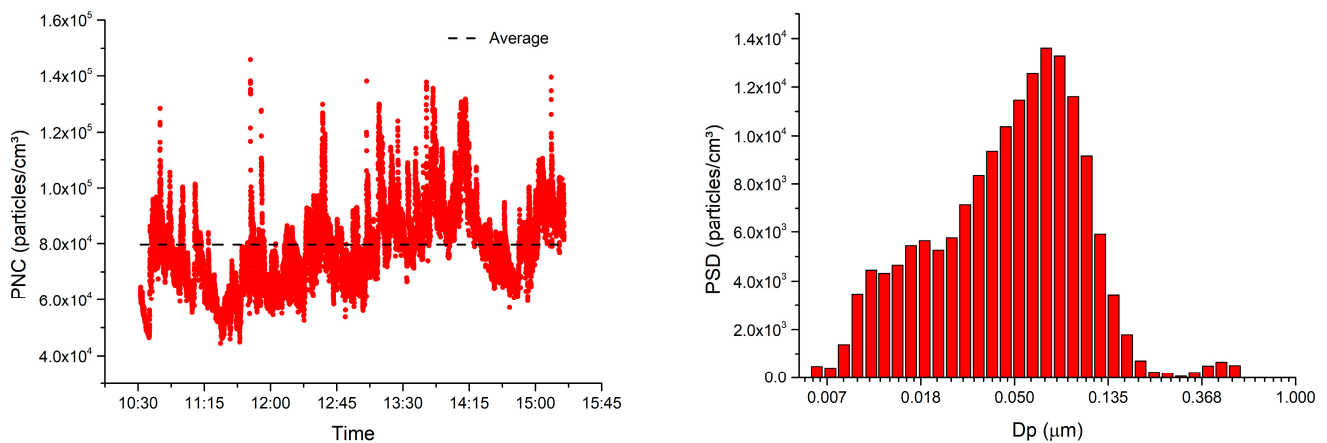 PNC (particles/cm³)
1.6x10⁵
1.4x10⁵
1.2x10⁵
1.0x10⁵
8.0x10⁴
6.0x10⁴
4.0x10⁴
Average
10:30 11:15 12:00 12:45 13:30 14:15 15:00 15:45
Time
PSD (particles/cm³)
1.4x10⁴
1.2x10⁴
1.0x10⁴
8.0x10³
6.0x10³
4.0x10³
2.0x10³
0.0
0.007 0.018 0.050 0.135 0.368 1.000
Dp (μm)